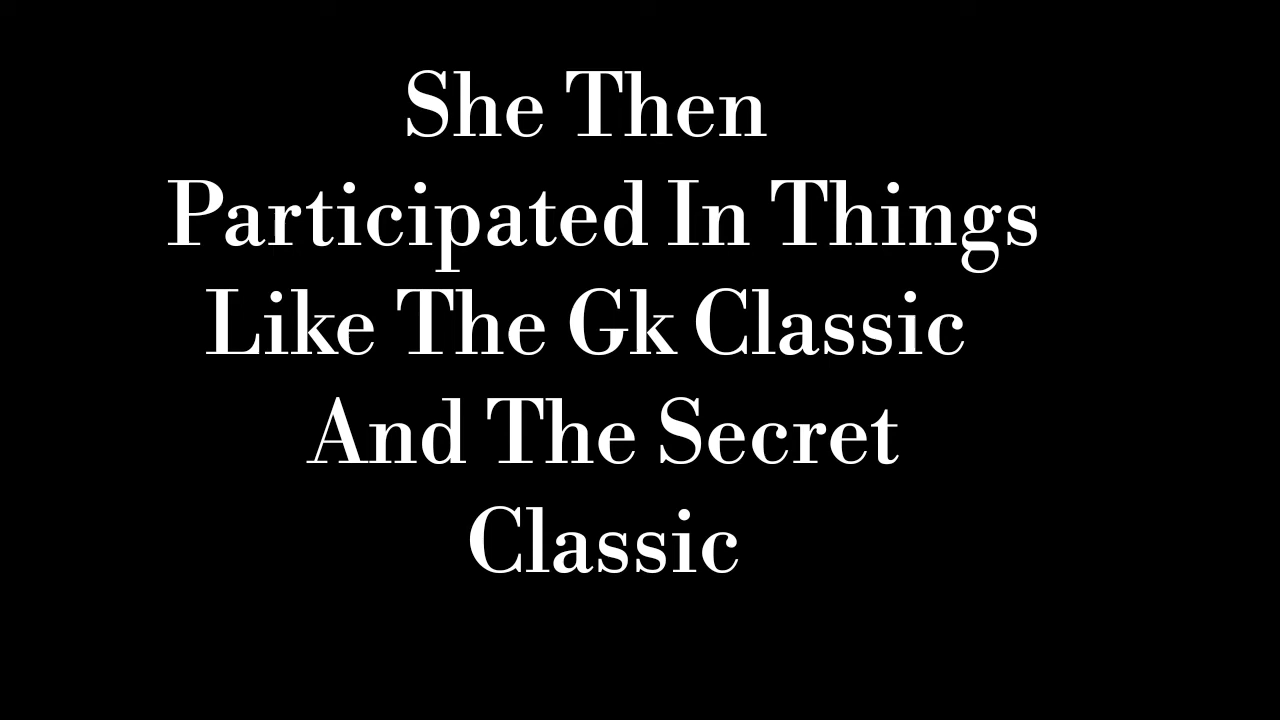 She Then
Participated In Things
Like The Gk Classic
And The Secret
Classic